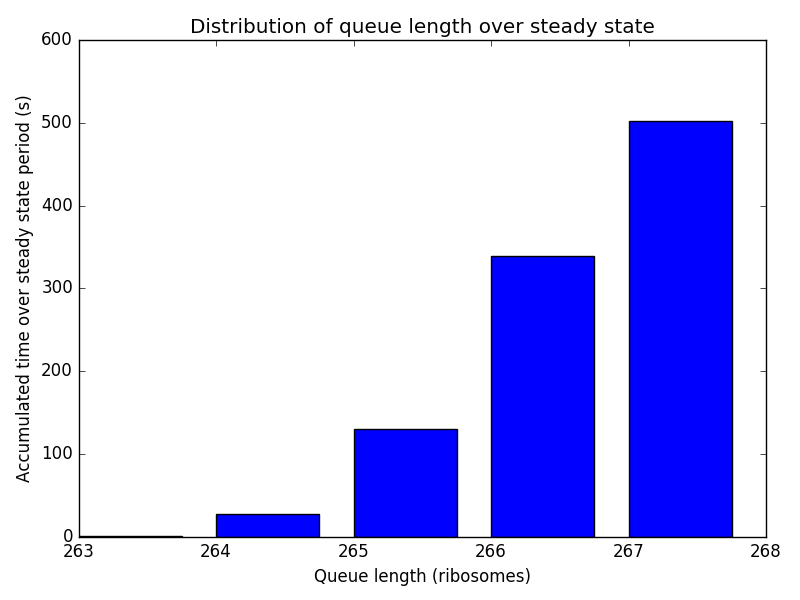 Distribution of queue length over steady state
600
500
400
300
200
100
0
Accumulated time over steady state period (s)
263 264 265 266 267 268
Queue length (ribosomes)